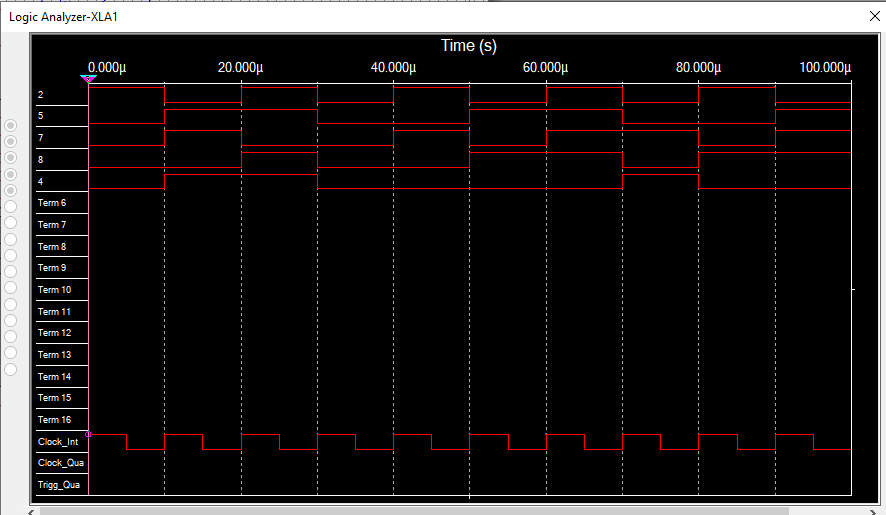 Logic Analyzer-XLA1
Time (s)
0.000µ 20.000µ 40.000µ 60.000µ 80.000µ 100.000µ
2
5
7
8
4
Term 6
Term 7
Term 8
Term 9
Term 10
Term 11
Term 12
Term 13
Term 14
Term 15
Term 16
Clock_Int
Clock_Qua
Trigg_Qua